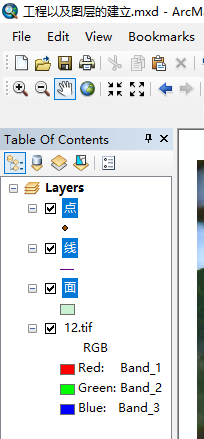 工程以及图层的建立.mxd - ArcMa
File Edit View Bookmarks
Table Of Contents
Layers
点
线
面
12.tif
RGB
Red: Band_1
Green: Band_2
Blue: Band_3